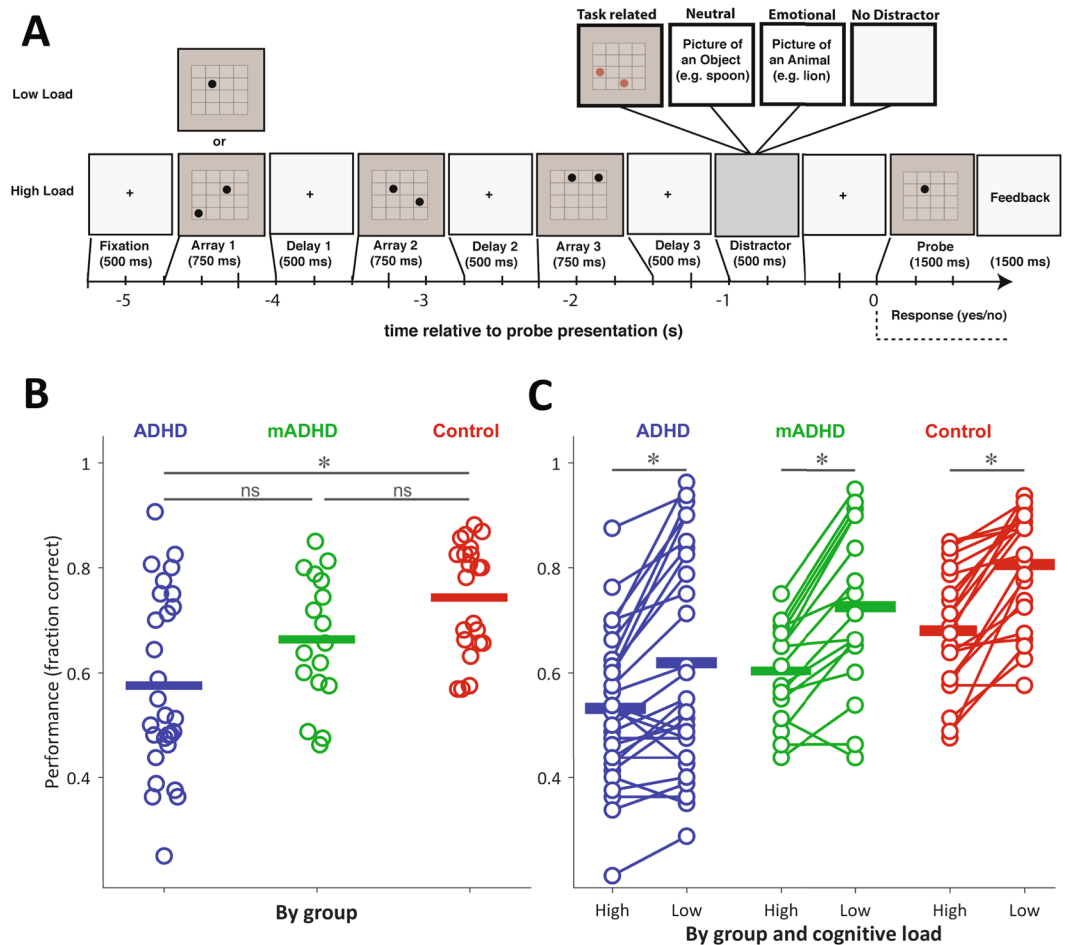 A
Task related
Neutral
Emotional
No Distractor
Picture of
an Object
(e.g. spoon)
Picture of
an Animal
(e.g. lion)
Low Load
or
High Load
+
+
+
+
+
Feedback
Fixation
(500 ms)
Array 1
(750 ms)
Delay 1
(500 ms)
Array 2
(750 ms)
Delay 2
(500 ms)
Array 3
(750 ms)
Delay 3
(500 ms)
Distractor
(500 ms)
Probe
(1500 ms)
(1500 ms)
-5
-4
-3
-2
-1
0
time relative to probe presentation (s)
Response (yes/no)
B
ADHD
mADHD
Control
*
ns
ns
1
0.8
0.6
0.4
Performance (fraction correct)
By group
C
ADHD
mADHD
Control
*
*
*
1
0.8
0.6
0.4
High
Low
High
Low
High
Low
By group and cognitive load